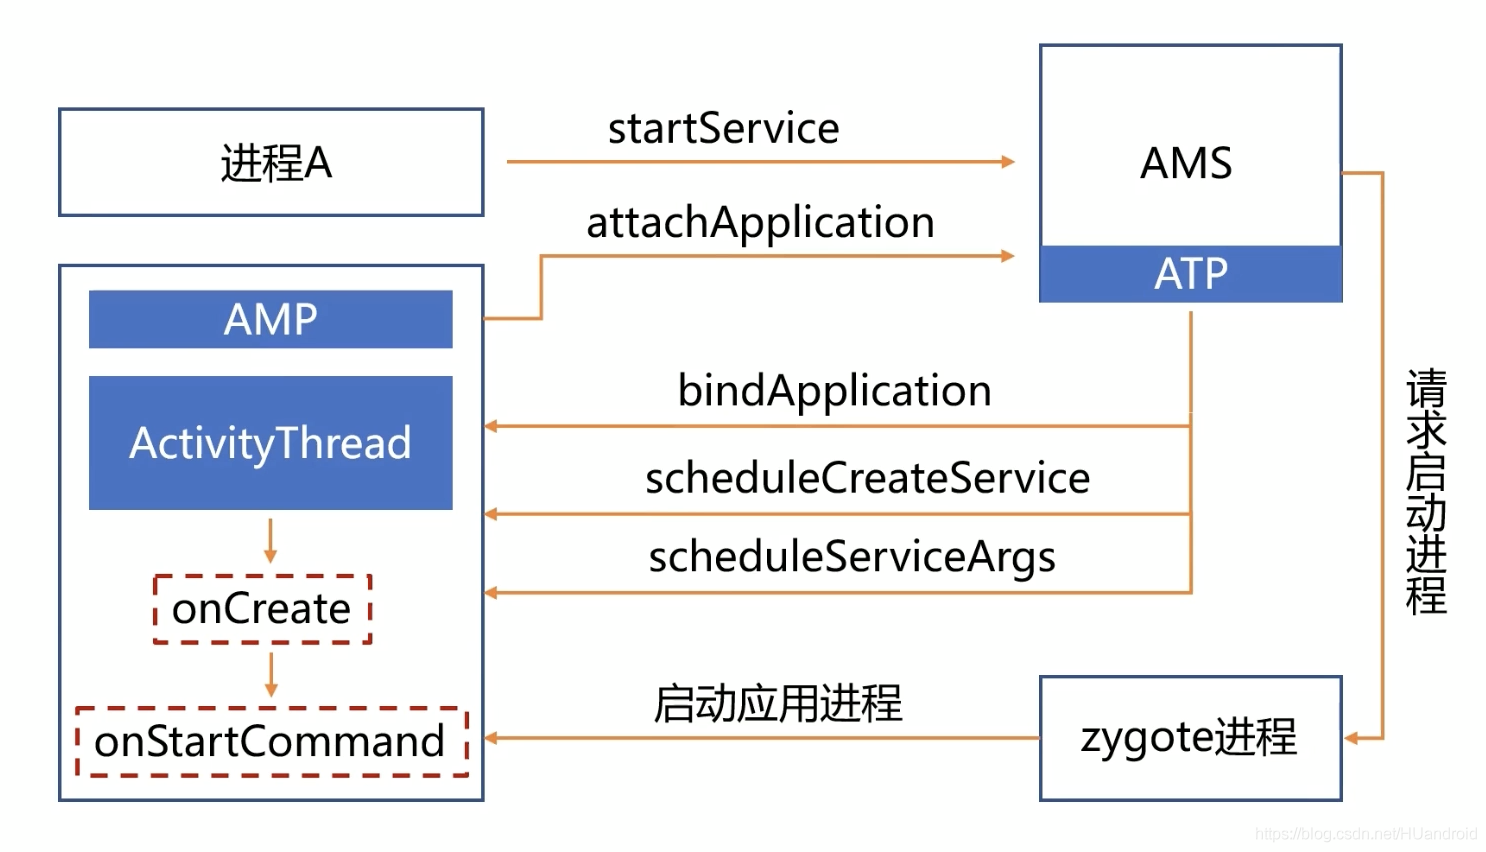 进程A
startService
AMS
attachApplication
ATP
AMP
ActivityThread
bindApplication
scheduleCreateService
scheduleServiceArgs
请求启动进程
onCreate
onStartCommand
启动应用进程
zygote进程
https://blog.csdn.net/HUandroid